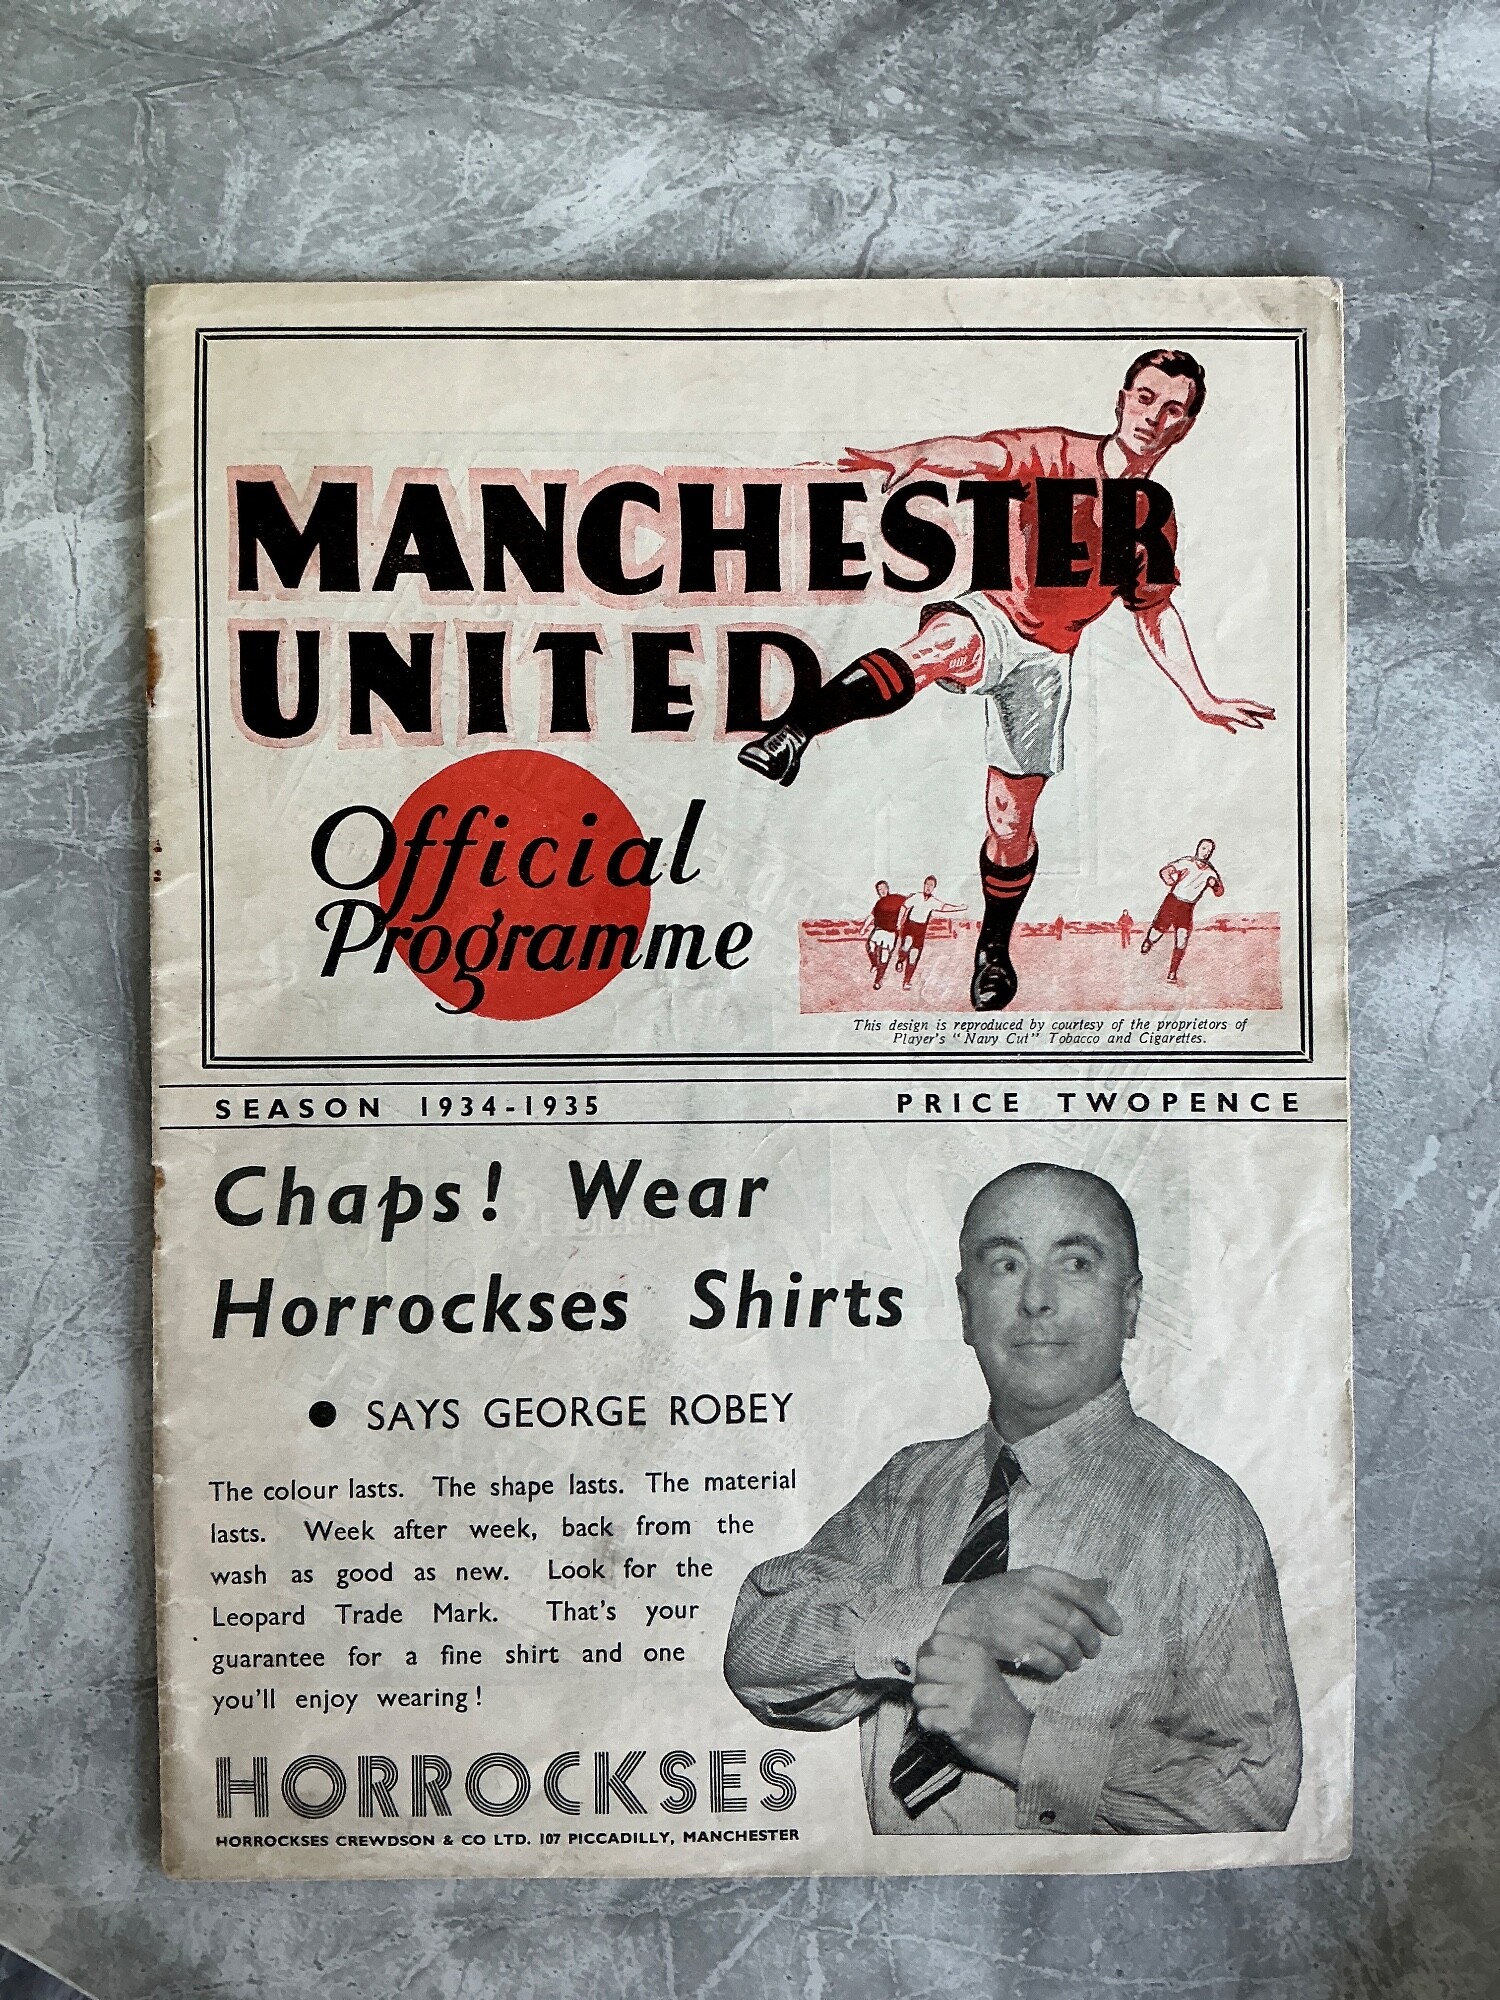 MANCHESTER
UNITED
Official
Programme
This design is reproduced by courtesy of the proprietors of
Player's "Navy Cut" Tobacco and Cigarettes.
SEASON 1934-1935 PRICE TWOPENCE
Chaps! Wear
Horrockses Shirts
● SAYS GEORGE ROBEY
The colour lasts. The shape lasts. The material
lasts. Week after week, back from the
wash as good as new. Look for the
Leopard Trade Mark. That's your
guarantee for a fine shirt and one
you'll enjoy wearing!
HORROCKSES
HORROCKSES CREWDSON & CO LTD. 107 PICCADILLY, MANCHESTER